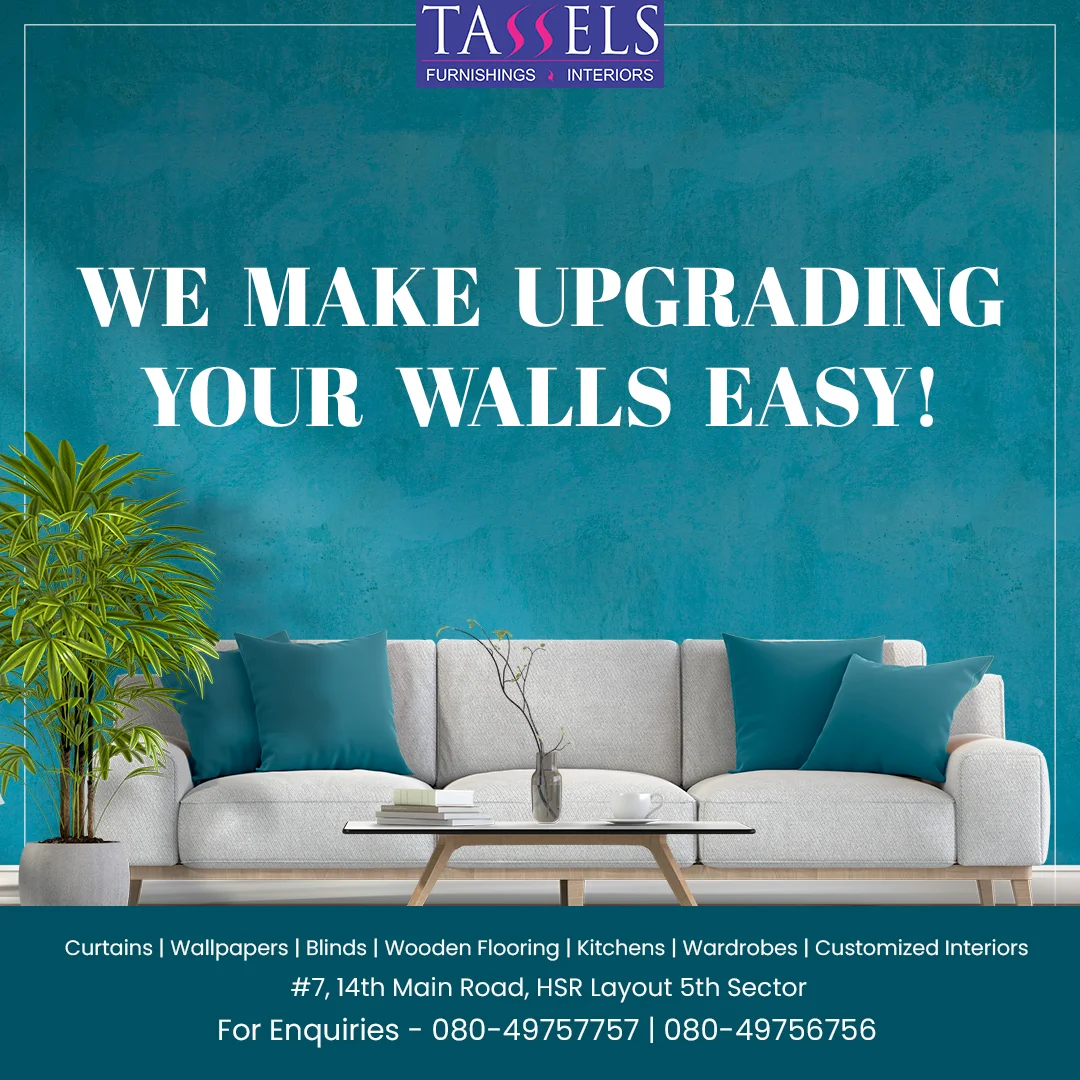 TASSELS
FURNISHINGS INTERIORS
WE MAKE UPGRADING
YOUR WALLS EASY!
Curtains | Wallpapers | Blinds | Wooden Flooring | Kitchens | Wardrobes | Customized Interiors
#7, 14th Main Road, HSR Layout 5th Sector
For Enquiries - 080-49757757 | 080-49756756